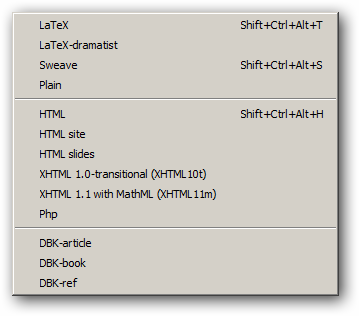 LaTeX Shift+Ctrl+Alt+T
LaTeX-dramatist
Sweave Shift+Ctrl+Alt+S
Plain
HTML Shift+Ctrl+Alt+H
HTML site
HTML slides
XHTML 1.0-transitional (XHTML10t)
XHTML 1.1 with MathML (XHTML11m)
Php
DBK-article
DBK-book
DBK-ref